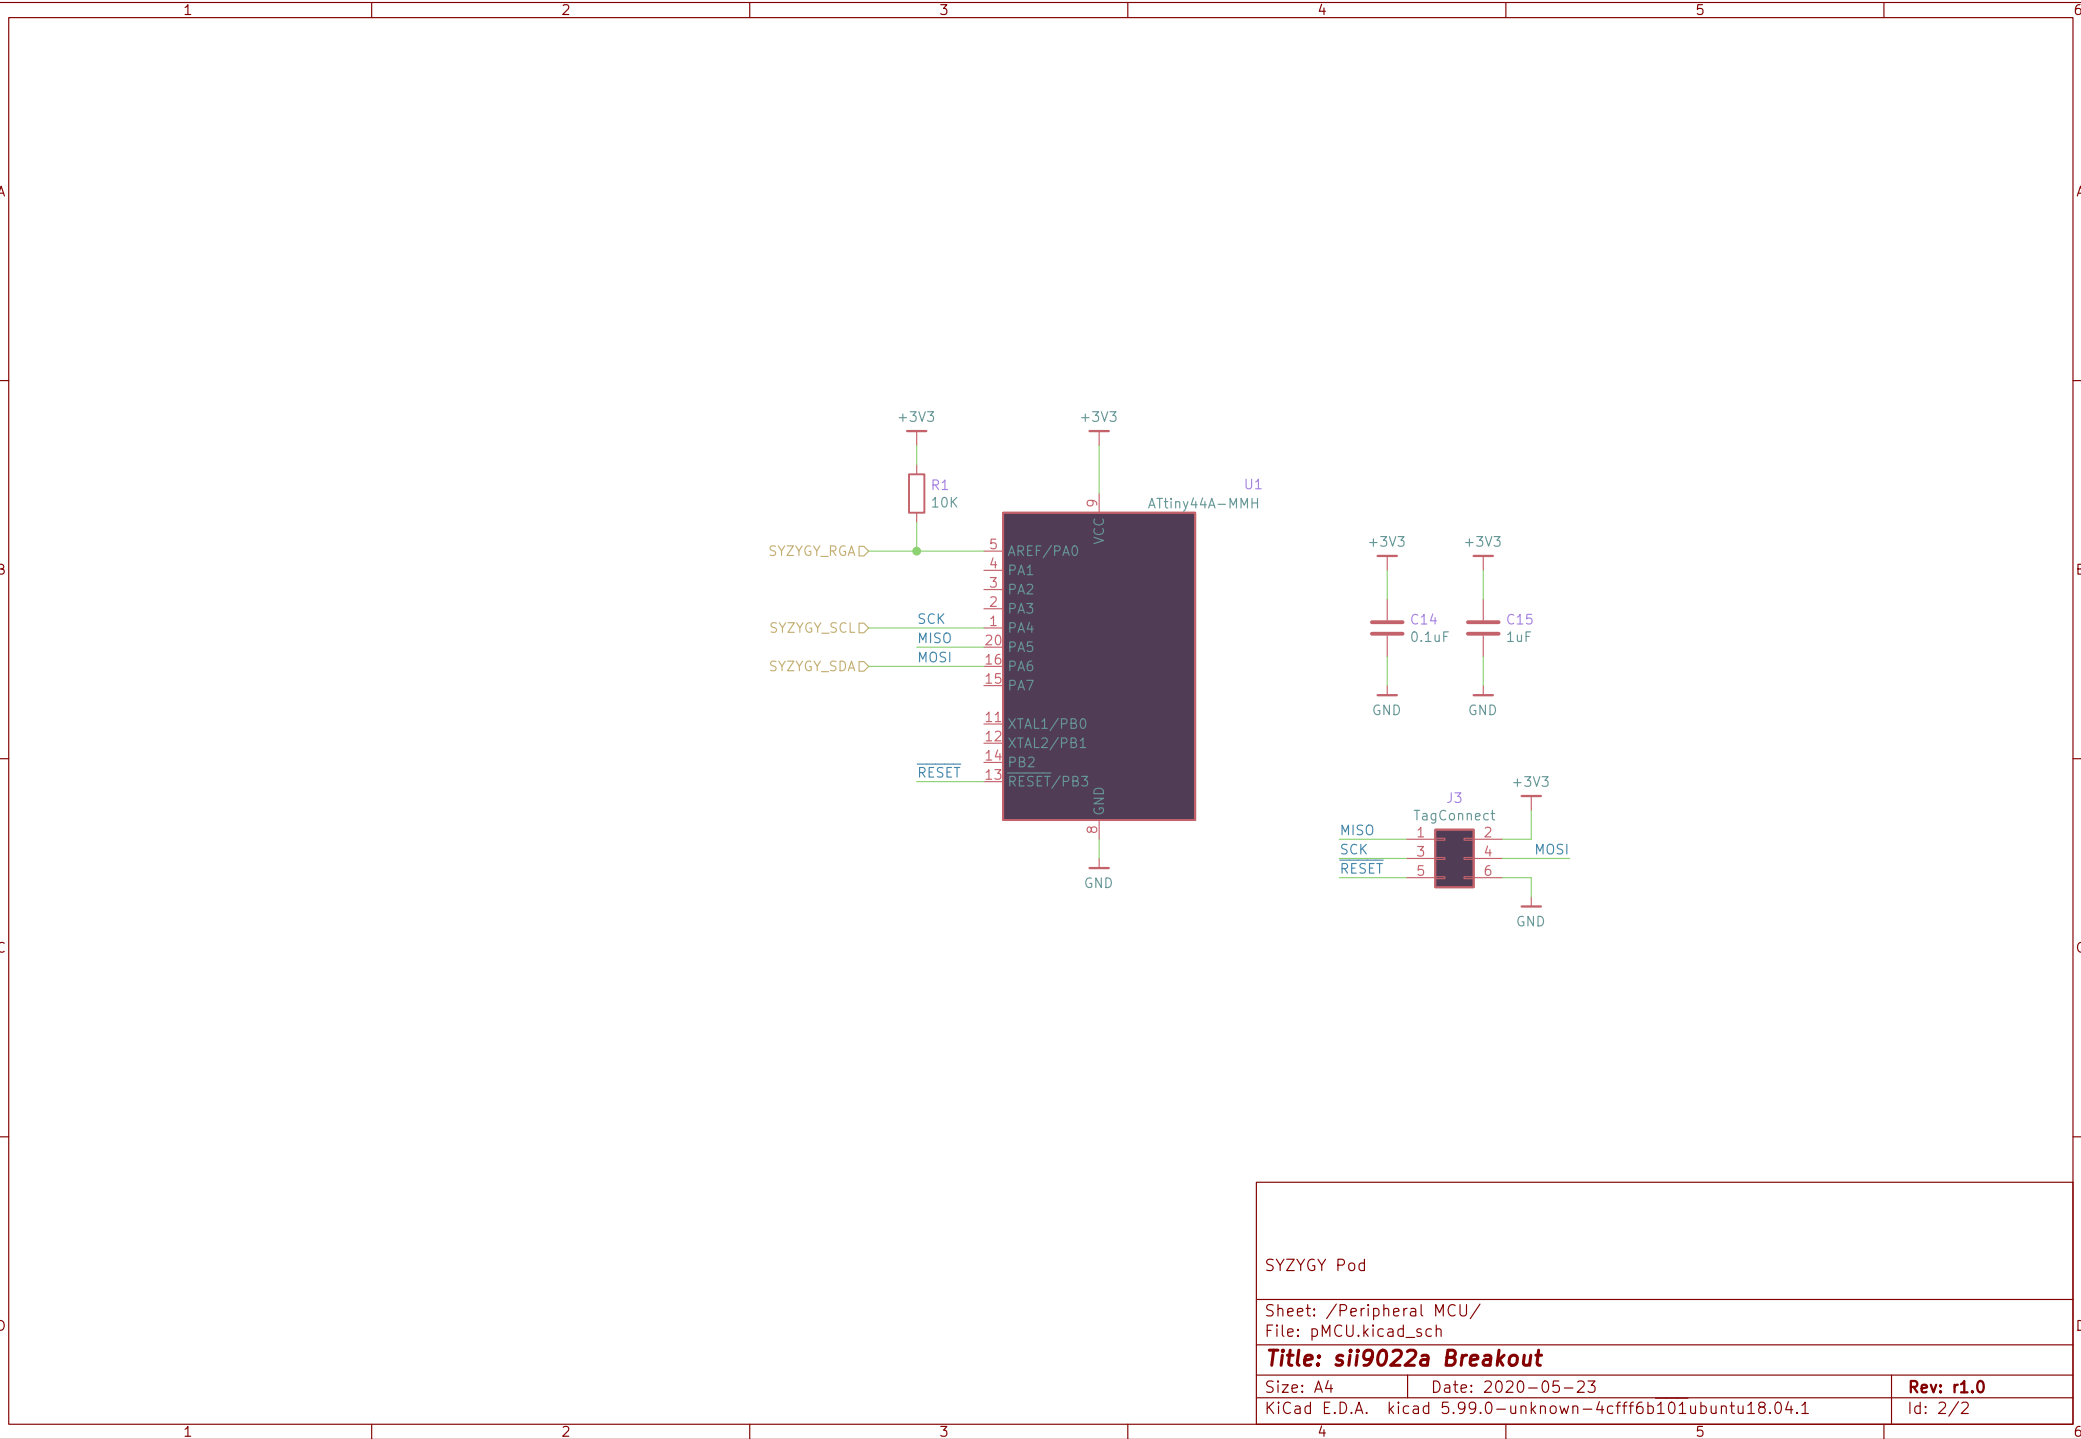 1 2 3 4 5 6
A A
+3V3 +3V3
R1
10K
U1
ATtiny44A-MMH
9
VCC
SYZYGY_RGA 5 AREF/PA0
4 PA1
3 PA2
2 PA3
SYZYGY_SCL SCK 1 PA4
MISO 20 PA5
SYZYGY_SDA MOSI 16 PA6
15 PA7
11 XTAL1/PB0
12 XTAL2/PB1
14 PB2
RESET 13 RESET/PB3
GND
8
GND
+3V3 +3V3
C14 C15
0.1uF 1uF
GND GND
B B
+3V3
J3
TagConnect
MISO 1 2
SCK 3 4 MOSI
RESET 5 6
GND
C C
SYZYGY Pod
Sheet: /Peripheral MCU/
File: pMCU.kicad_sch
D D
Title: sii9022a Breakout
Size: A4 Date: 2020-05-23 Rev: r1.0
KiCad E.D.A. kicad 5.99.0-unknown-4cfff6b101ubuntu18.04.1 Id: 2/2
1 2 3 4 5 6